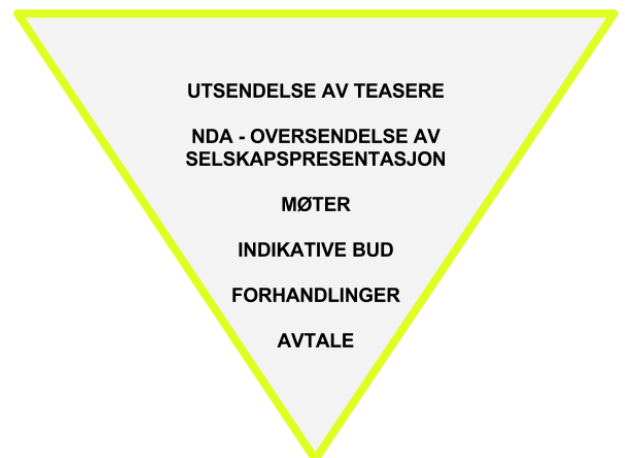 UTSENDELSE AV TEASERE
NDA - OVERSENDELSE AV
SELSKAPSPRESENTASJON
MØTER
INDIKATIVE BUD
FORHANDLINGER
AVTALE